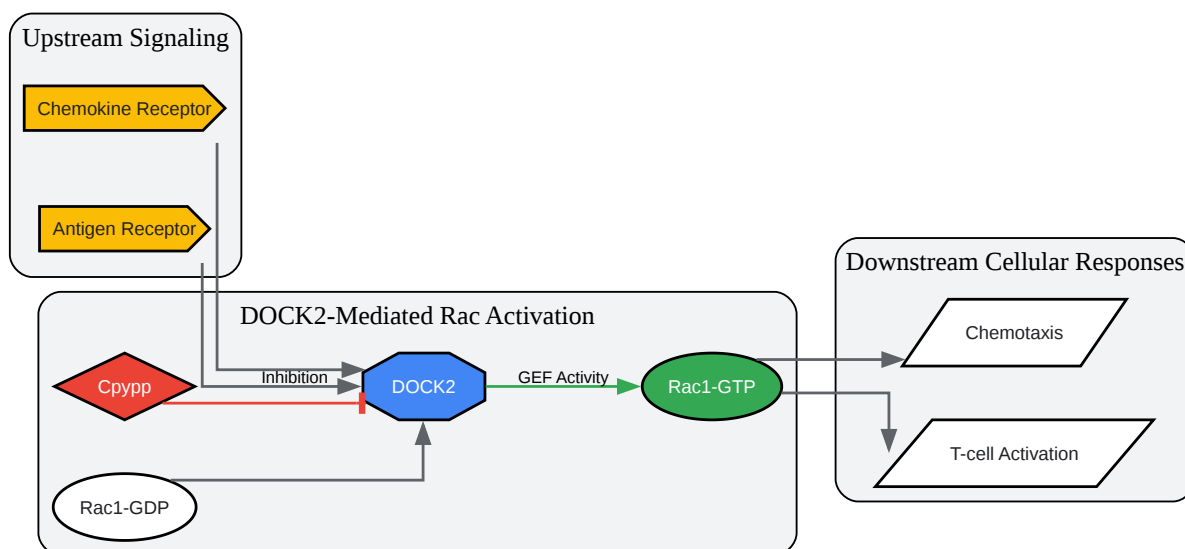 Upstream Signaling
Chemokine Receptor
Antigen Receptor
DOCK2-Mediated Rac Activation
Cpypp
Inhibition
DOCK2
GEF Activity
Rac1-GTP
Rac1-GDP
Downstream Cellular Responses
Chemotaxis
T-cell Activation